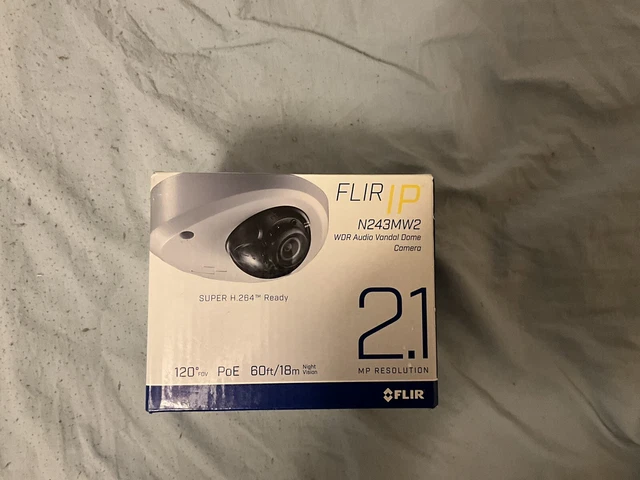 FLIR IP
N243MW2
WDR Audio Vandal Dome
Camera
SUPER H.264™ Ready
2.1
MP RESOLUTION
120° FOV PoE 60ft/18m Night Vision
FLIR